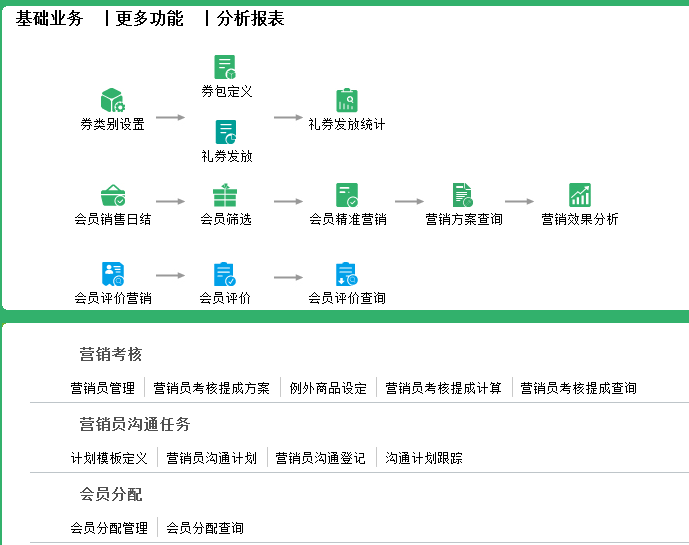 基础业务 | 更多功能 | 分析报表
券包定义
券类别设置
礼券发放统计
礼券发放
会员销售日结 会员筛选 会员精准营销 营销方案查询 营销效果分析
会员评价营销 会员评价 会员评价查询
营销考核
营销员管理 营销员考核提成方案 例外商品设定 营销员考核提成计算 营销员考核提成查询
营销员沟通任务
计划模板定义 营销员沟通计划 营销员沟通登记 沟通计划跟踪
会员分配
会员分配管理 会员分配查询